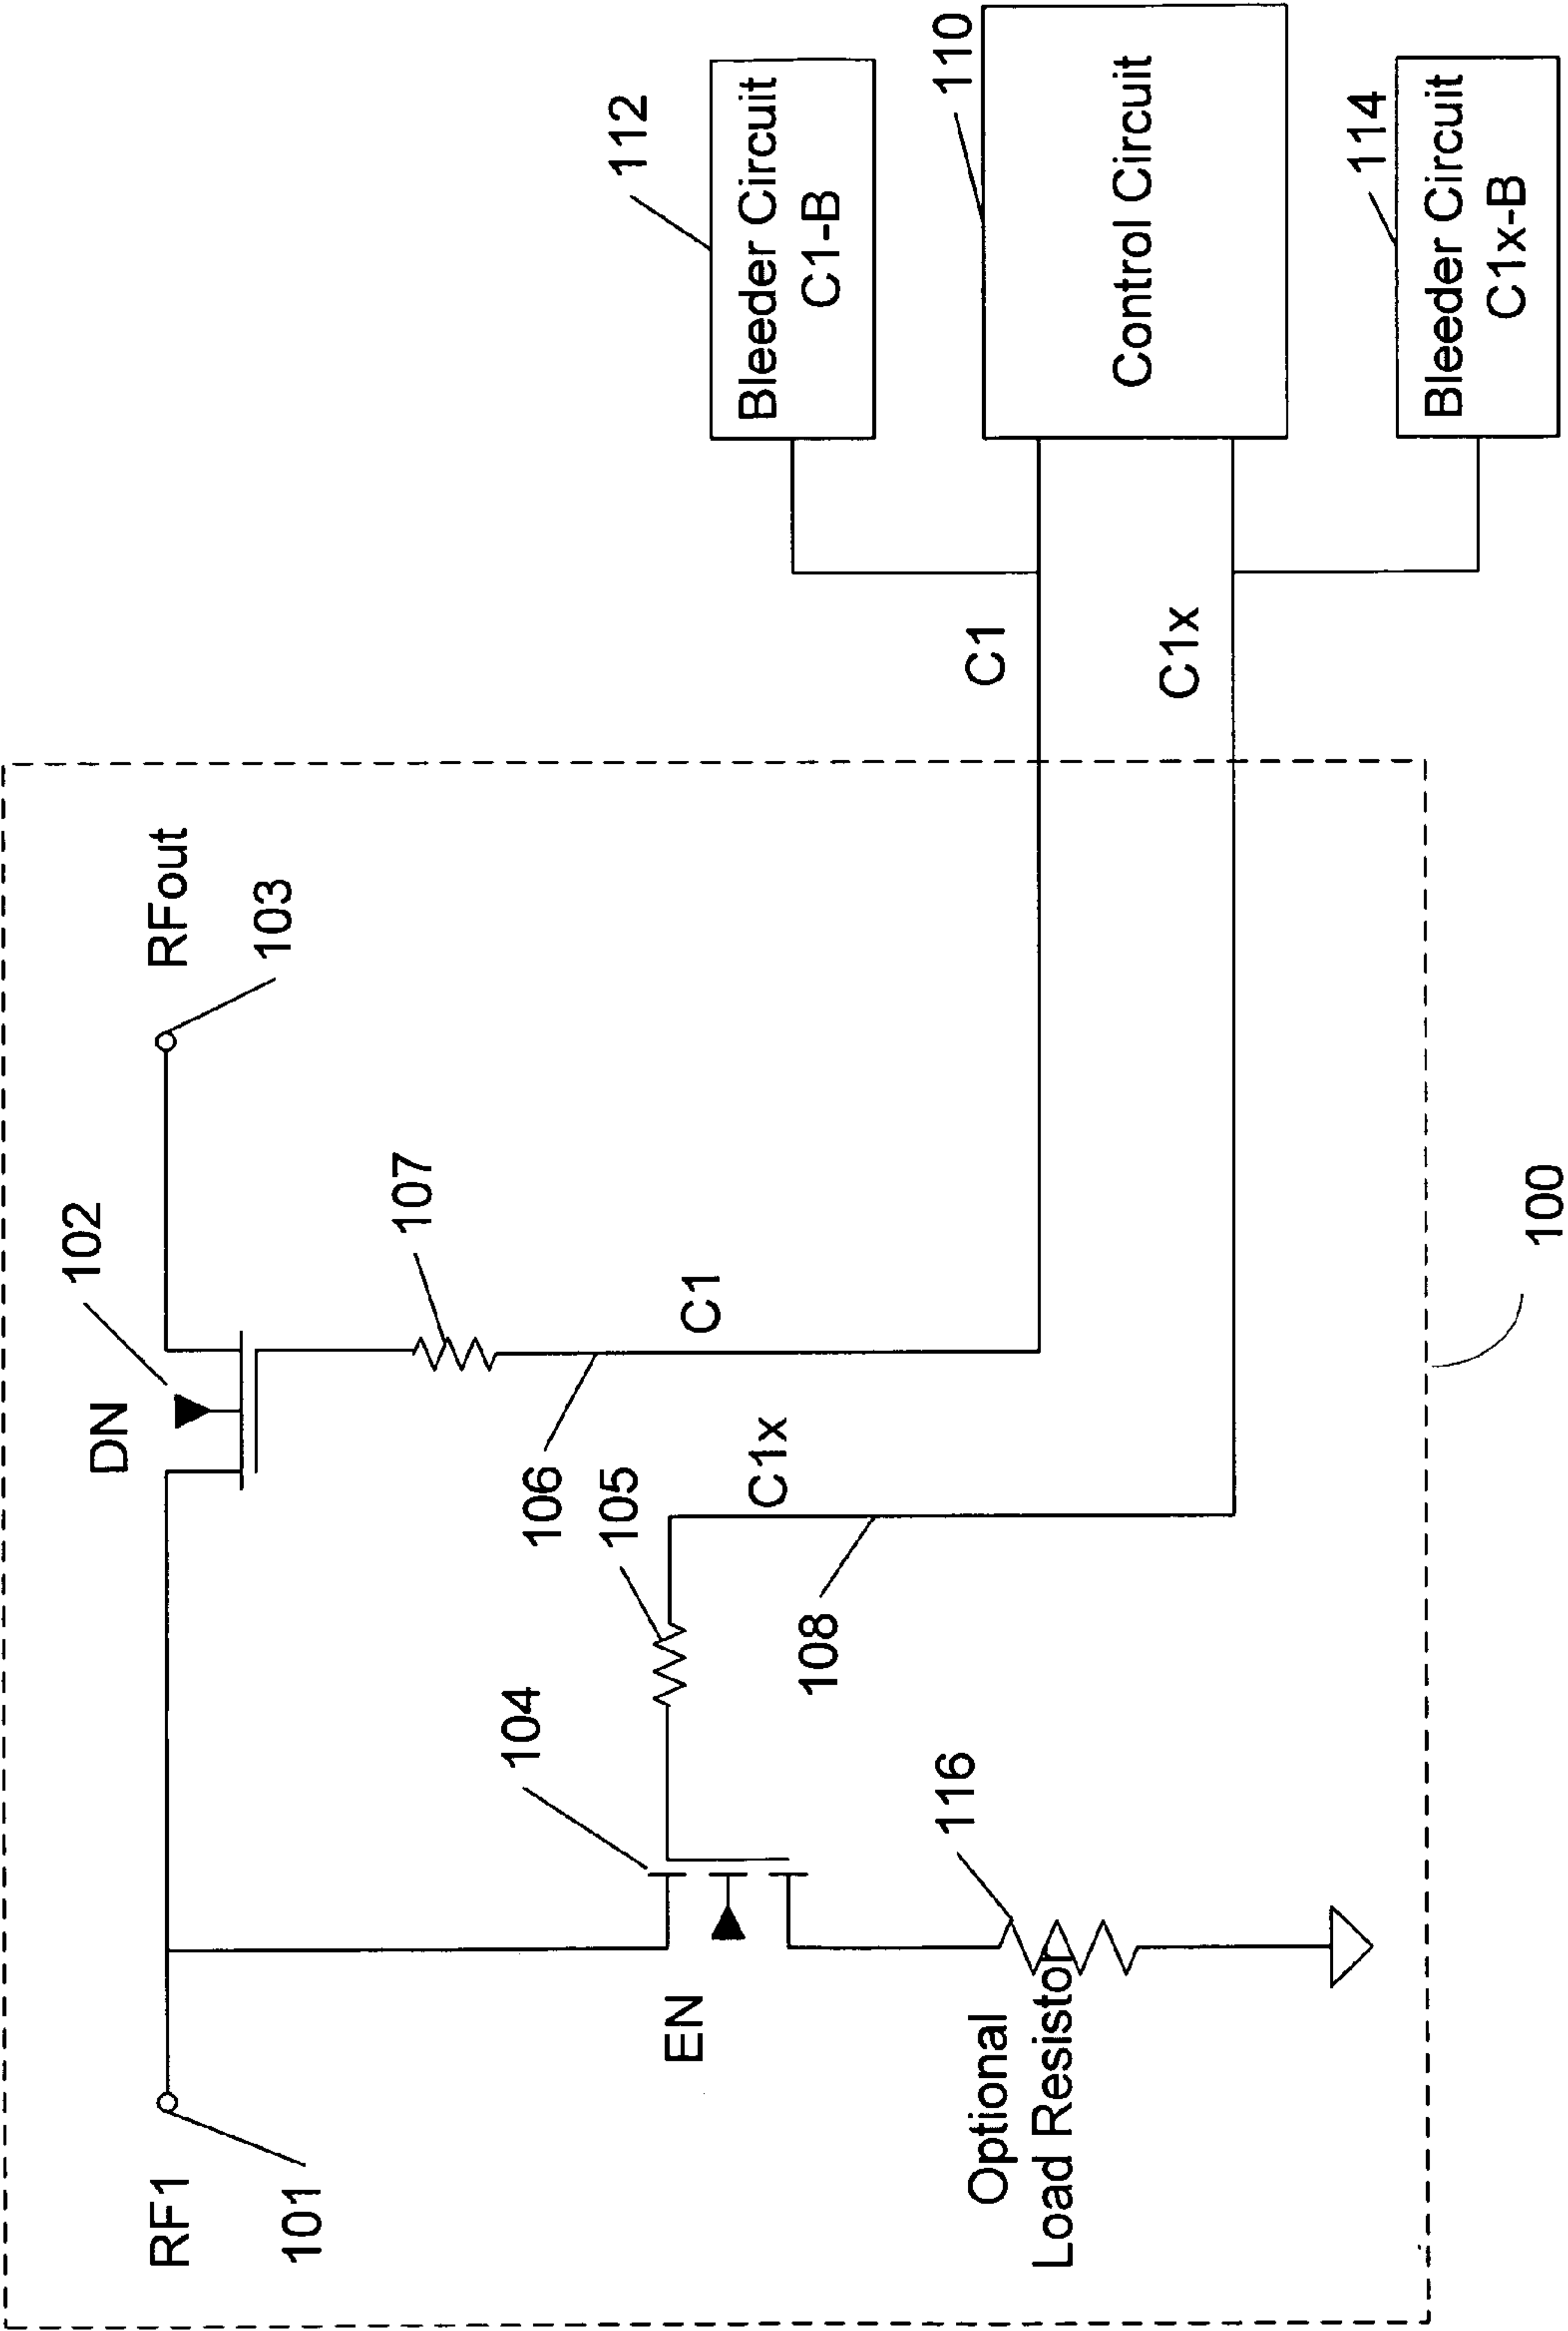 102
DN
RFout
103
RF1
101
107
106
C1
105
C1x
104
108
EN
116
Optional
Load Resistor
C1
C1x
112
Bleeder Circuit
C1-B
110
Control Circuit
114
Bleeder Circuit
C1x-B
100